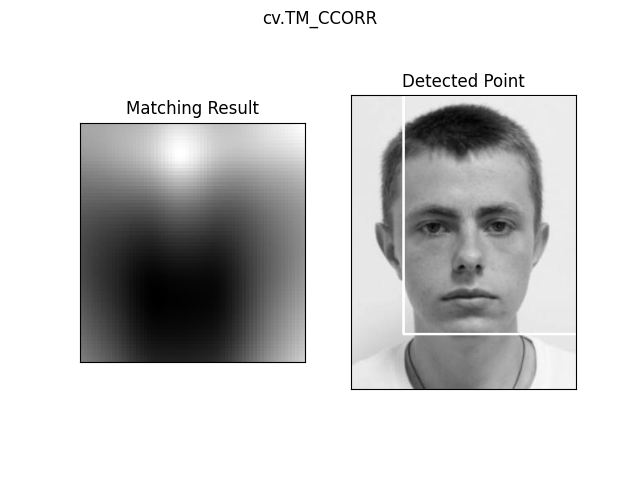 cv.TM_CCORR
Matching Result
Detected Point